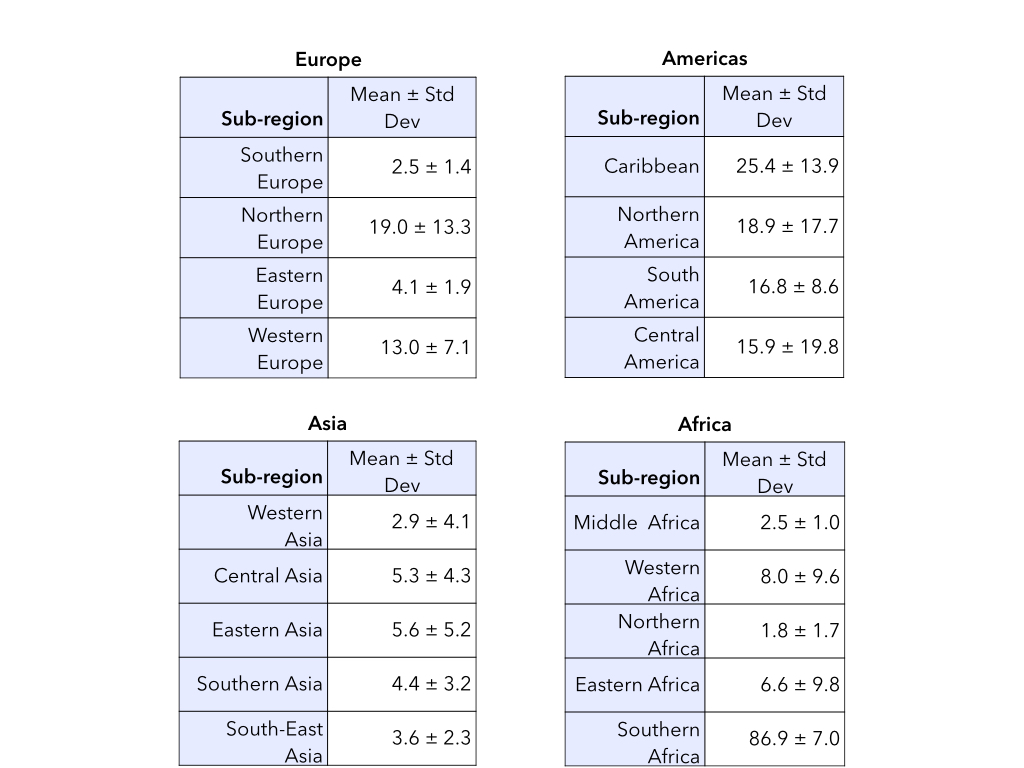 Europe
Sub-region Mean ± Std Dev
Southern Europe 2.5 ± 1.4
Northern Europe 19.0 ± 13.3
Eastern Europe 4.1 ± 1.9
Western Europe 13.0 ± 7.1
Americas
Sub-region Mean ± Std Dev
Caribbean 25.4 ± 13.9
Northern America 18.9 ± 17.7
South America 16.8 ± 8.6
Central America 15.9 ± 19.8
Asia
Sub-region Mean ± Std Dev
Western Asia 2.9 ± 4.1
Central Asia 5.3 ± 4.3
Eastern Asia 5.6 ± 5.2
Southern Asia 4.4 ± 3.2
South-East Asia 3.6 ± 2.3
Africa
Sub-region Mean ± Std Dev
Middle Africa 2.5 ± 1.0
Western Africa 8.0 ± 9.6
Northern Africa 1.8 ± 1.7
Eastern Africa 6.6 ± 9.8
Southern Africa 86.9 ± 7.0